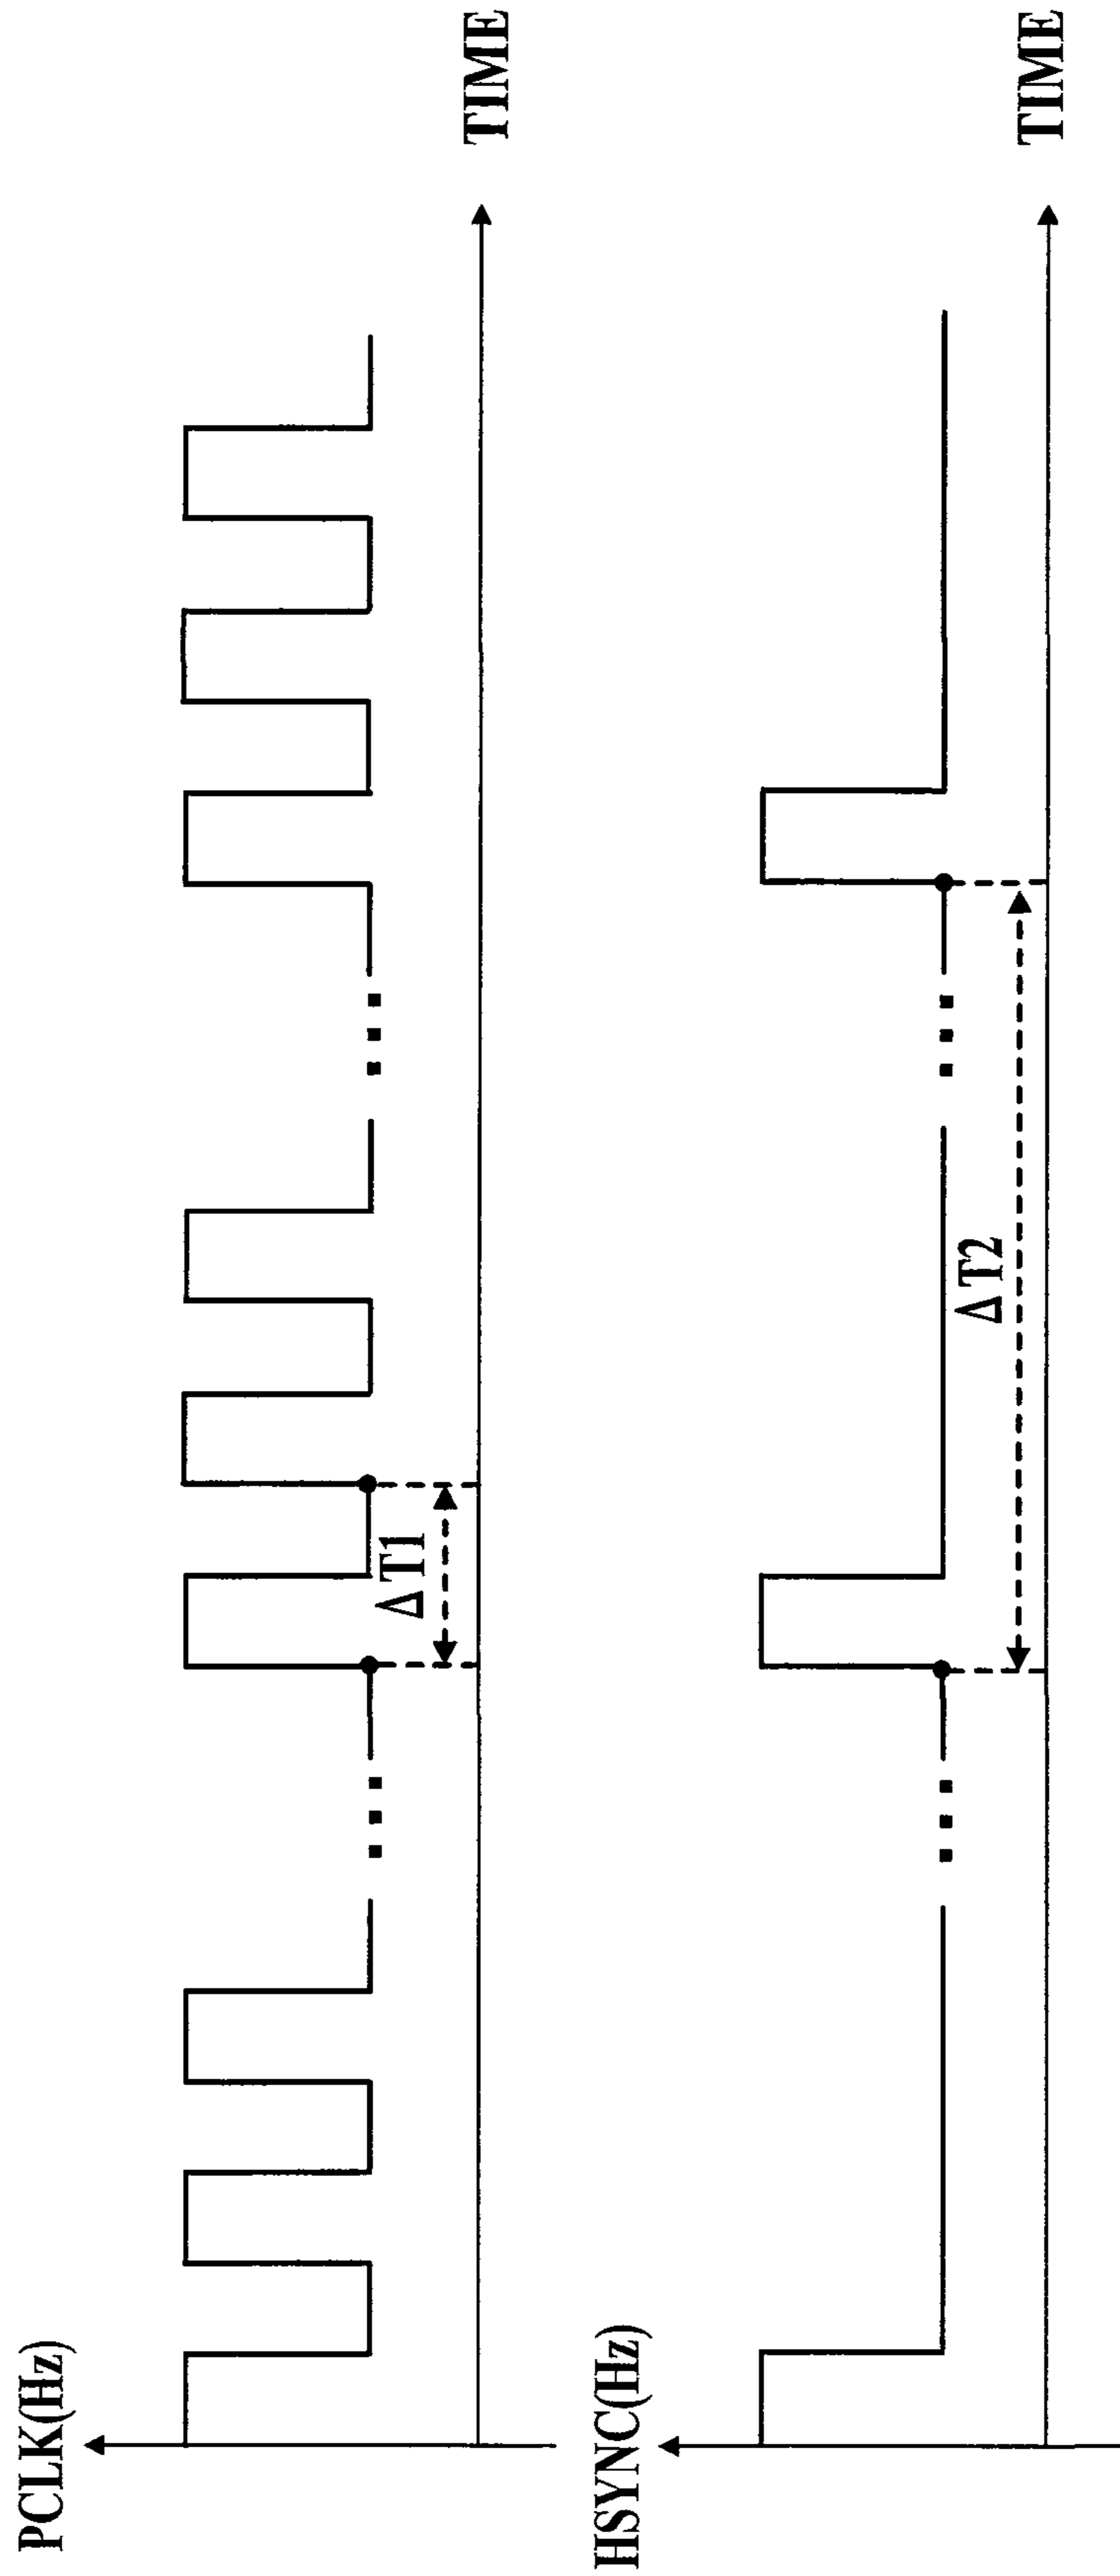 PCLK(Hz)
ΔT1
TIME
HSYNC(Hz)
ΔT2
TIME